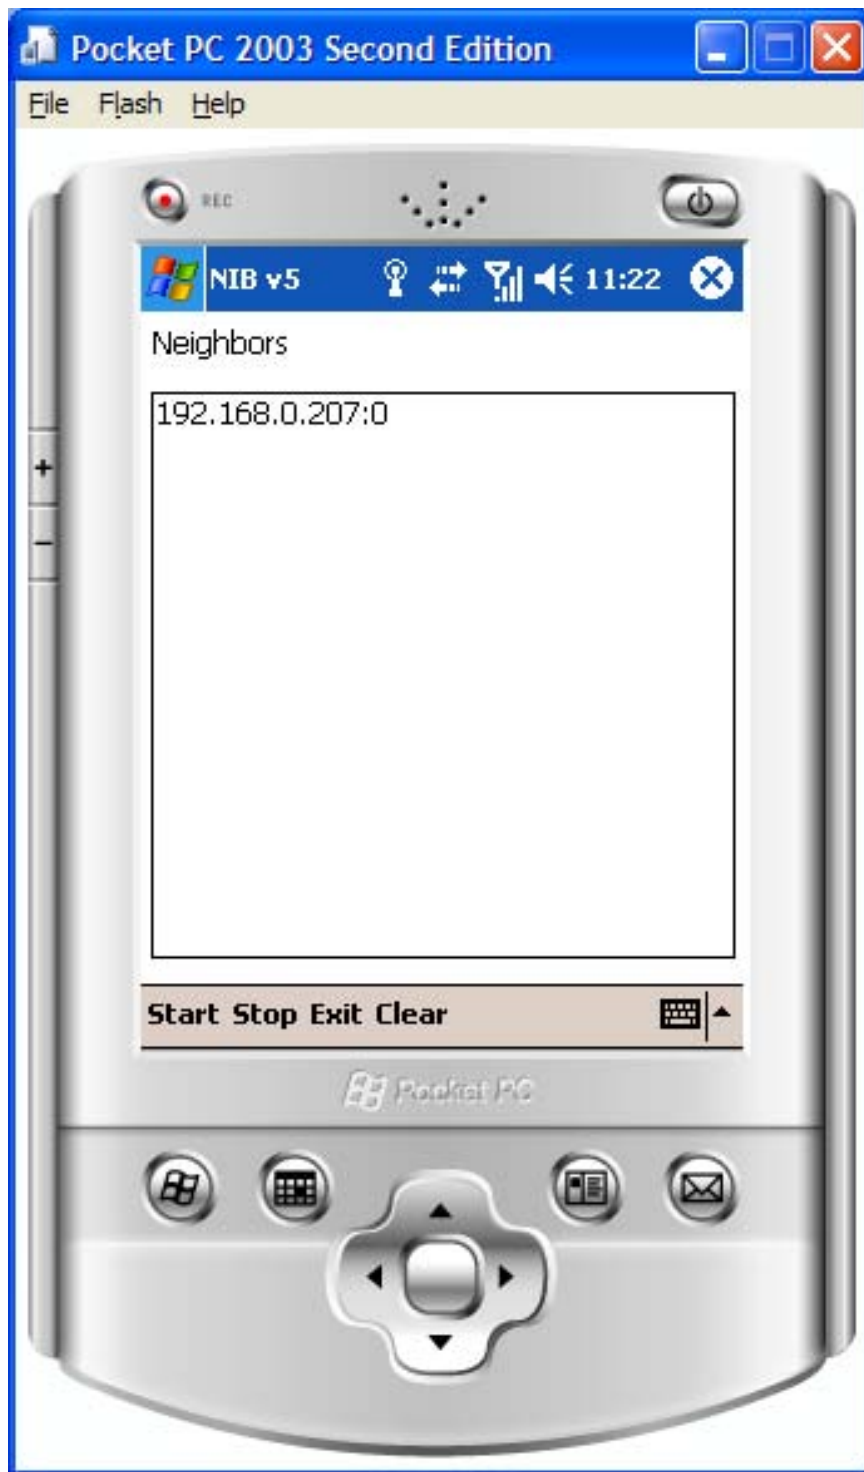 Pocket PC 2003 Second Edition
File Flash Help
REC
NIB v5 11:22
Neighbors
192.168.0.207:0
+
-
Start Stop Exit Clear
Pocket PC